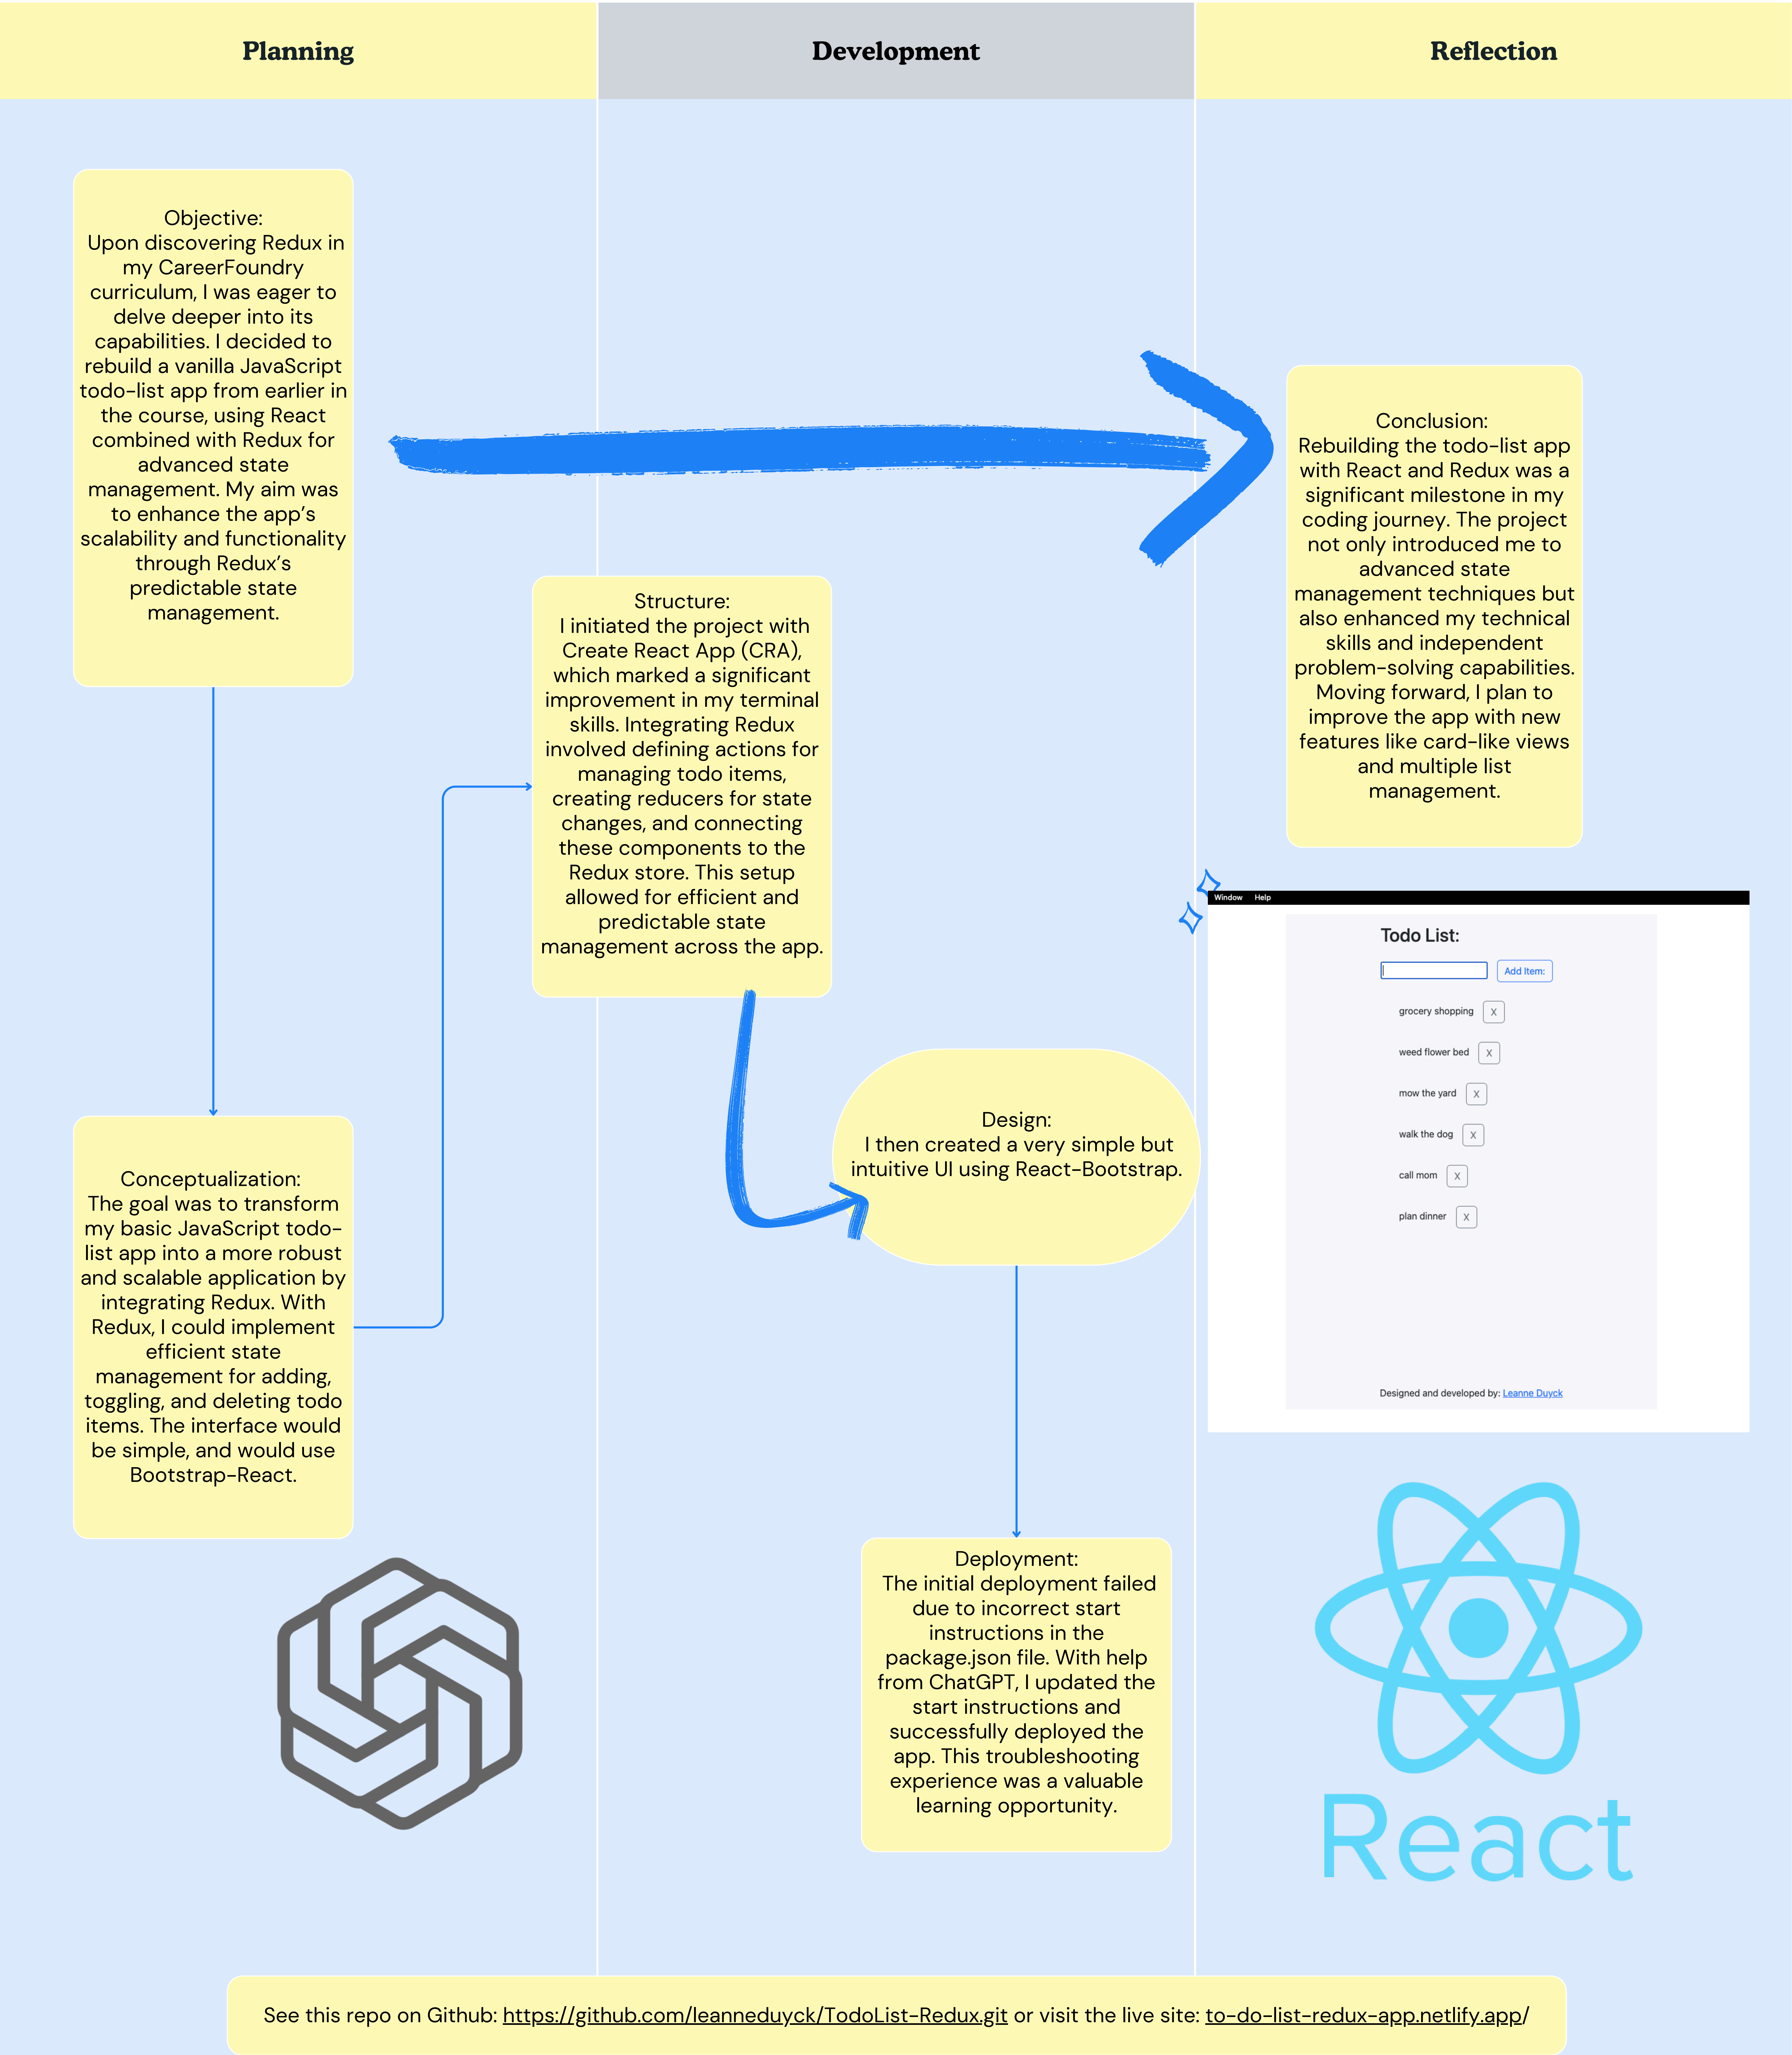 Planning
Development
Reflection
Objective:
Upon discovering Redux in
my CareerFoundry
curriculum, I was eager to
delve deeper into its
capabilities. I decided to
rebuild a vanilla JavaScript
todo-list app from earlier in
the course, using React
combined with Redux for
advanced state
management. My aim was
to enhance the app's
scalability and functionality
through Redux's
predictable state
management.
Conceptualization:
The goal was to transform
my basic JavaScript todo-
list app into a more robust
and scalable application by
integrating Redux. With
Redux, I could implement
efficient state
management for adding,
toggling, and deleting todo
items. The interface would
be simple, and would use
Bootstrap-React.
Structure:
I initiated the project with
Create React App (CRA),
which marked a significant
improvement in my terminal
skills. Integrating Redux
involved defining actions for
managing todo items,
creating reducers for state
changes, and connecting
these components to the
Redux store. This setup
allowed for efficient and
predictable state
management across the app.
Design:
I then created a very simple but
intuitive UI using React-Bootstrap.
Deployment:
The initial deployment failed
due to incorrect start
instructions in the
package.json file. With help
from ChatGPT, I updated the
start instructions and
successfully deployed the
app. This troubleshooting
experience was a valuable
learning opportunity.
Conclusion:
Rebuilding the todo-list app
with React and Redux was a
significant milestone in my
coding journey. The project
not only introduced me to
advanced state
management techniques but
also enhanced my technical
skills and independent
problem-solving capabilities.
Moving forward, I plan to
improve the app with new
features like card-like views
and multiple list
management.
Window Help
Todo List:
Add Item:
grocery shopping X
weed flower bed X
mow the yard X
walk the dog X
call mom X
plan dinner X
Designed and developed by: Leanne Duyck
React
See this repo on Github: https://github.com/leanneduyck/TodoList-Redux.git or visit the live site: to-do-list-redux-app.netlify.app/